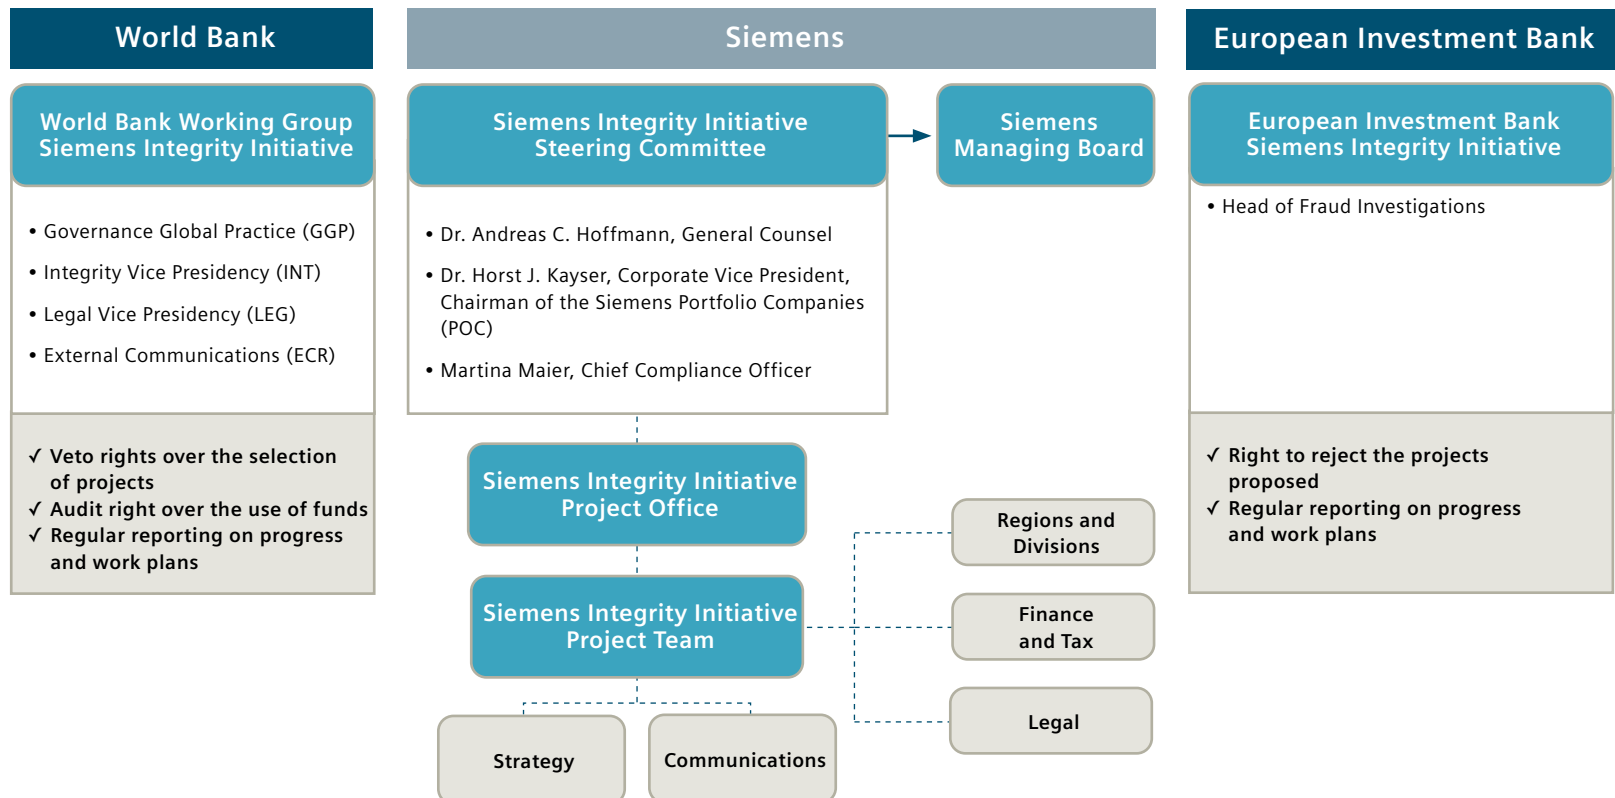 World Bank
World Bank Working Group
Siemens Integrity Initiative
• Governance Global Practice (GGP)
• Integrity Vice Presidency (INT)
• Legal Vice Presidency (LEG)
• External Communications (ECR)
✓ Veto rights over the selection
of projects
✓ Audit right over the use of funds
✓ Regular reporting on progress
and work plans
Siemens
Siemens Integrity Initiative
Steering Committee
Siemens
Managing Board
• Dr. Andreas C. Hoffmann, General Counsel
• Dr. Horst J. Kayser, Corporate Vice President,
Chairman of the Siemens Portfolio Companies
(POC)
• Martina Maier, Chief Compliance Officer
Siemens Integrity Initiative
Project Office
Siemens Integrity Initiative
Project Team
Regions and
Divisions
Finance
and Tax
Legal
Strategy
Communications
European Investment Bank
European Investment Bank
Siemens Integrity Initiative
• Head of Fraud Investigations
✓ Right to reject the projects
proposed
✓ Regular reporting on progress
and work plans